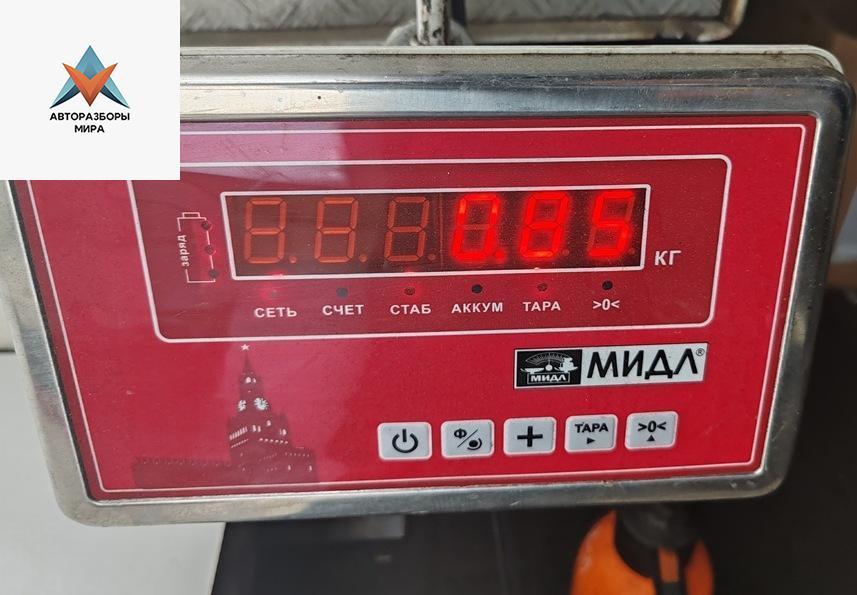 АВТОРАЗБОРЫ
МИРА
заряд
0.85
КГ
СЕТЬ СЧЕТ СТАБ АККУМ ТАРА >0<
МИДЛ МИДЛ®
Ф ТАРА >0<